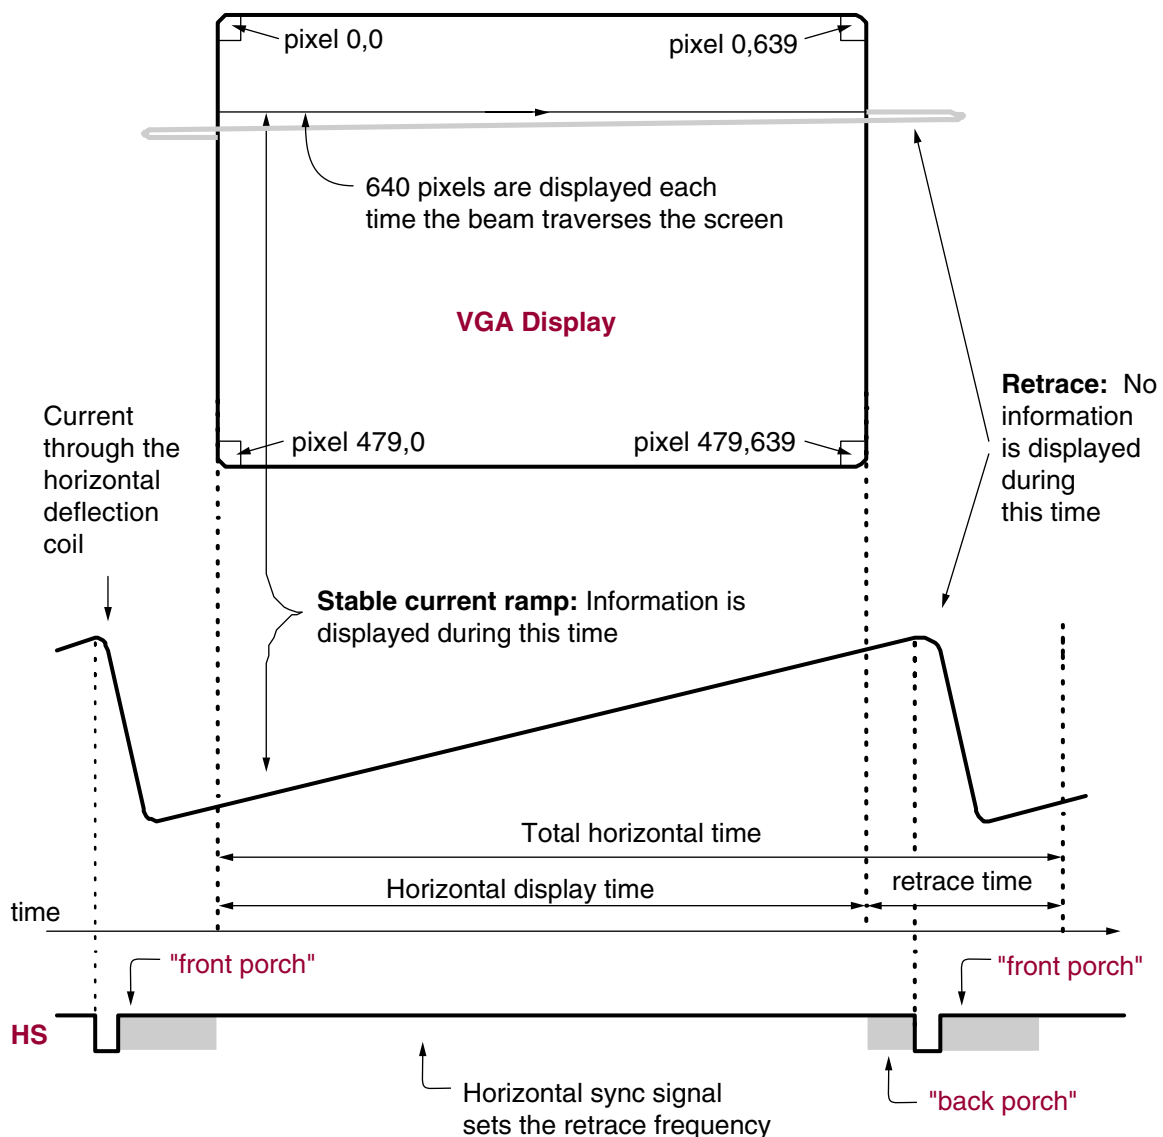 pixel 0,0
pixel 0,639
640 pixels are displayed each
time the beam traverses the screen
VGA Display
Retrace: No
information
is displayed
during
this time
Current
through the
horizontal
deflection
coil
pixel 479,0
pixel 479,639
Stable current ramp: Information is
displayed during this time
Total horizontal time
Horizontal display time
retrace time
time
"front porch"
"front porch"
HS
Horizontal sync signal
sets the retrace frequency
"back porch"